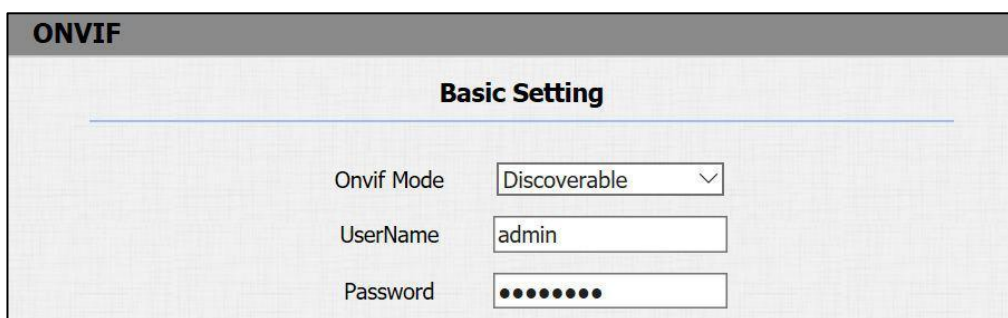 ONVIF
Basic Setting
Onvif Mode Discoverable
UserName admin
Password ●●●●●●●●